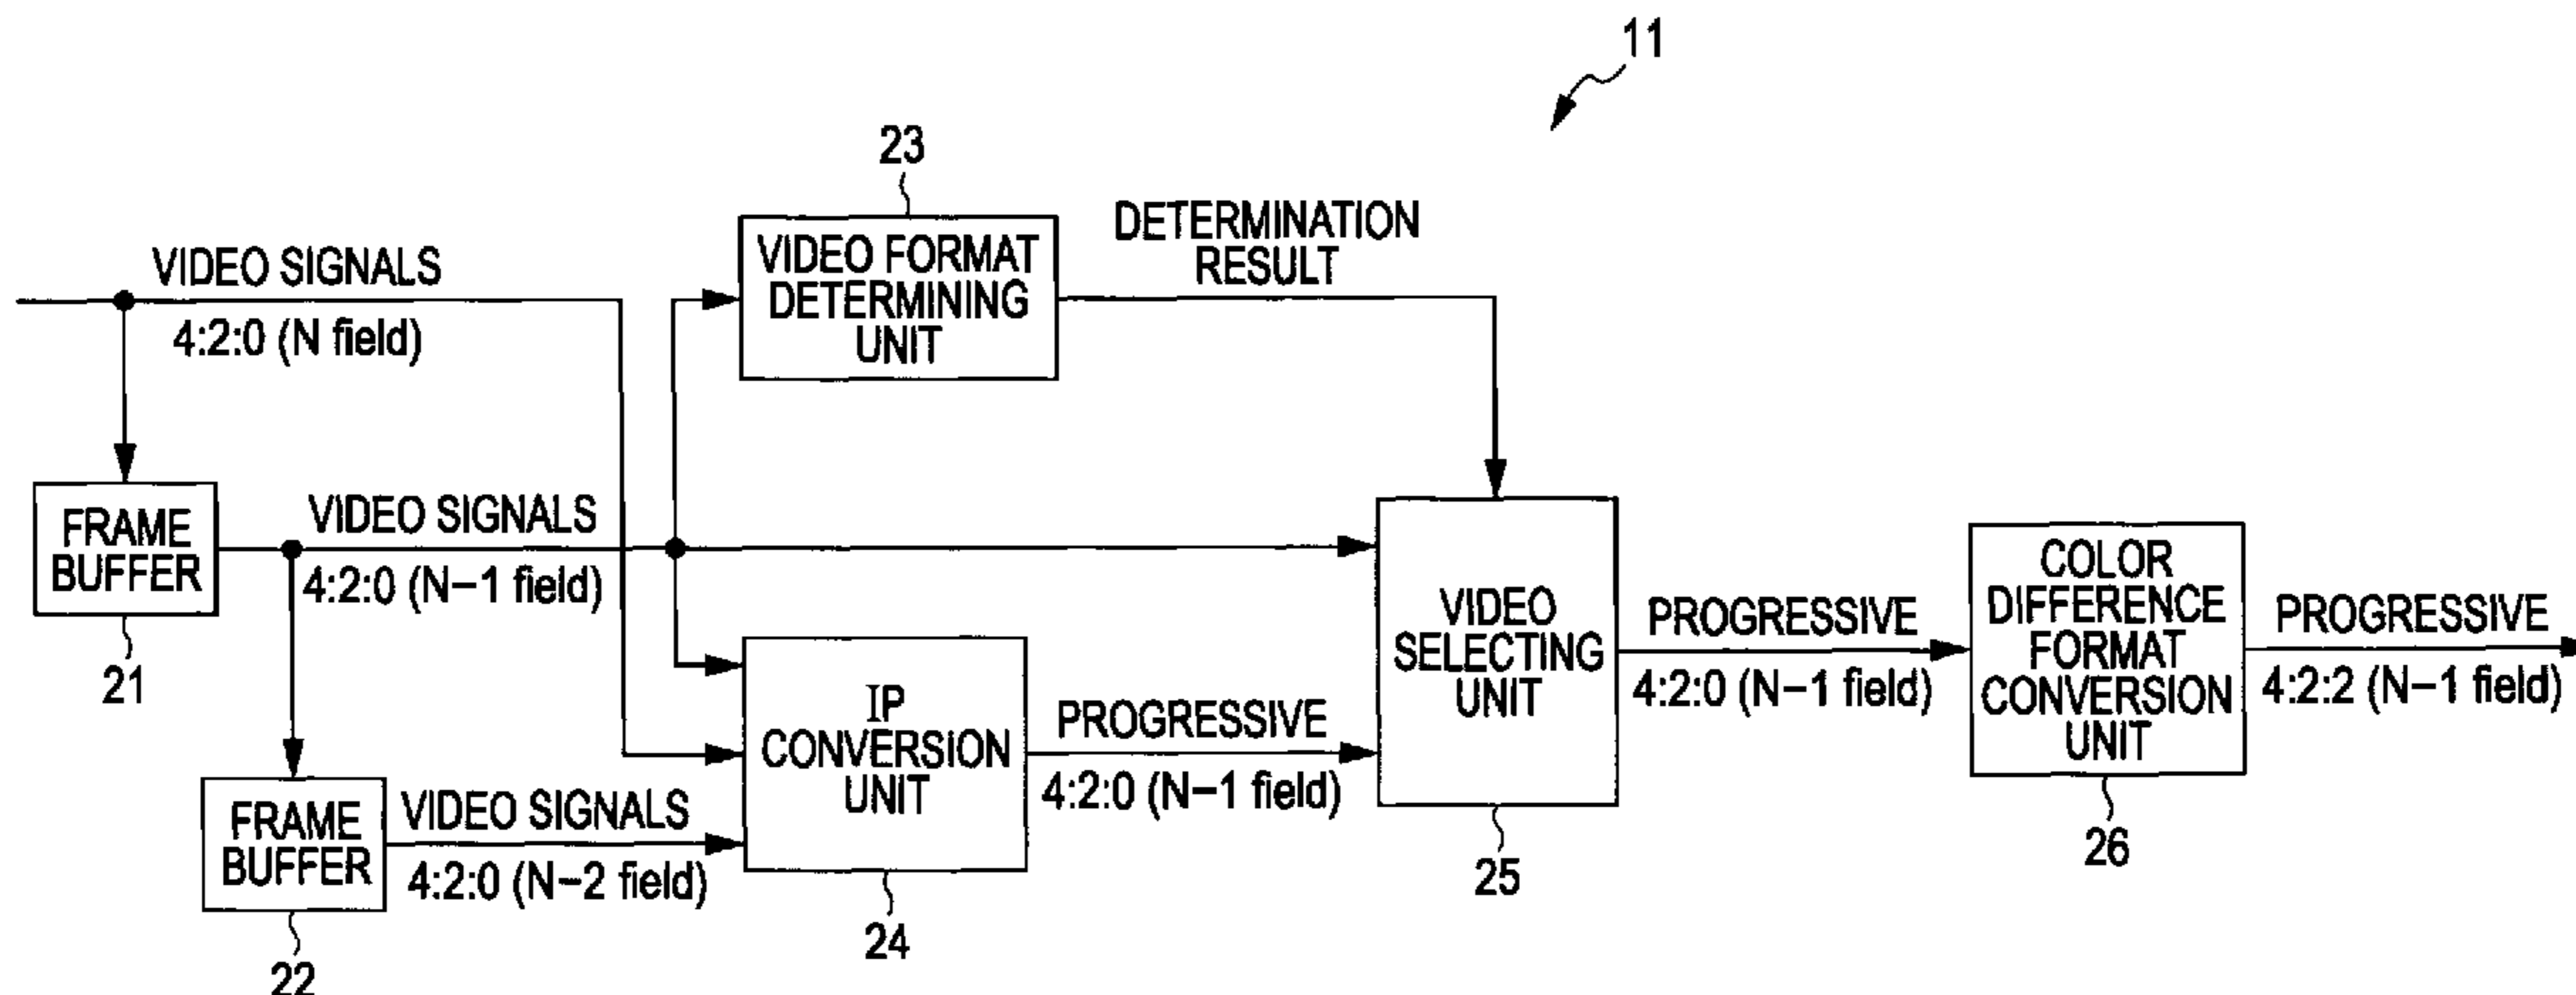 11
23
VIDEO SIGNALS
4:2:0 (N field)
VIDEO FORMAT
DETERMINING
UNIT
DETERMINATION
RESULT
FRAME
BUFFER
21
VIDEO SIGNALS
4:2:0 (N−1 field)
FRAME
BUFFER
22
VIDEO SIGNALS
4:2:0 (N−2 field)
IP
CONVERSION
UNIT
24
PROGRESSIVE
4:2:0 (N−1 field)
VIDEO
SELECTING
UNIT
25
PROGRESSIVE
4:2:0 (N−1 field)
COLOR
DIFFERENCE
FORMAT
CONVERSION
UNIT
26
PROGRESSIVE
4:2:2 (N−1 field)